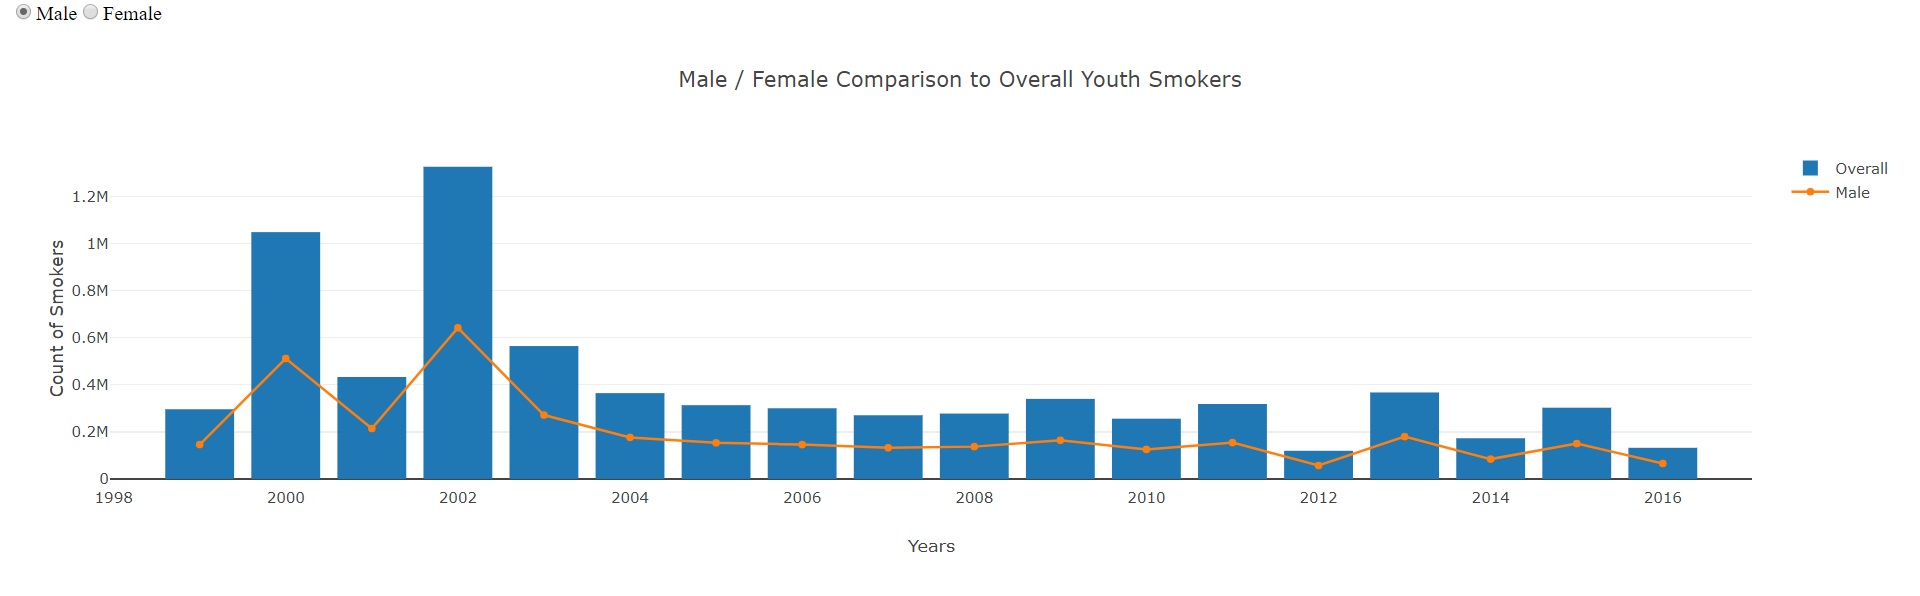 Male Female
Male / Female Comparison to Overall Youth Smokers
Overall
Male
Count of Smokers
1.2M
1M
0.8M
0.6M
0.4M
0.2M
0
1998 2000 2002 2004 2006 2008 2010 2012 2014 2016
Years